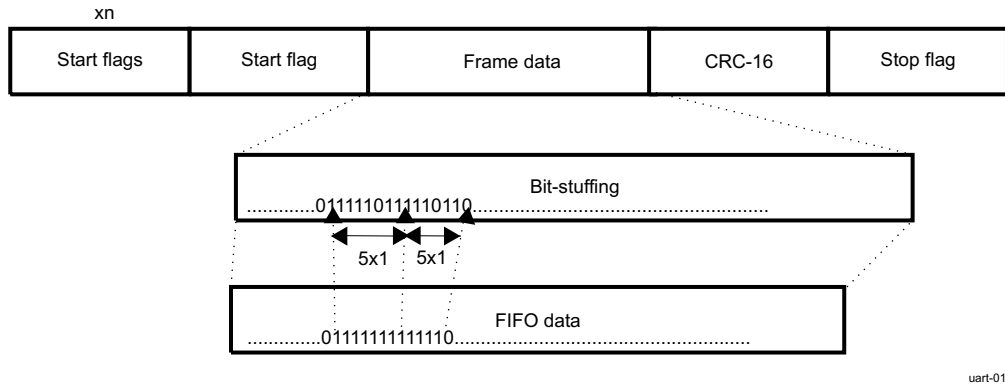 xn
Start flags Start flag Frame data CRC-16 Stop flag
Bit-stuffing
..............0111110111110110............................................................
5x1 5x1
FIFO data
...............01111111111110............................................................
uart-01